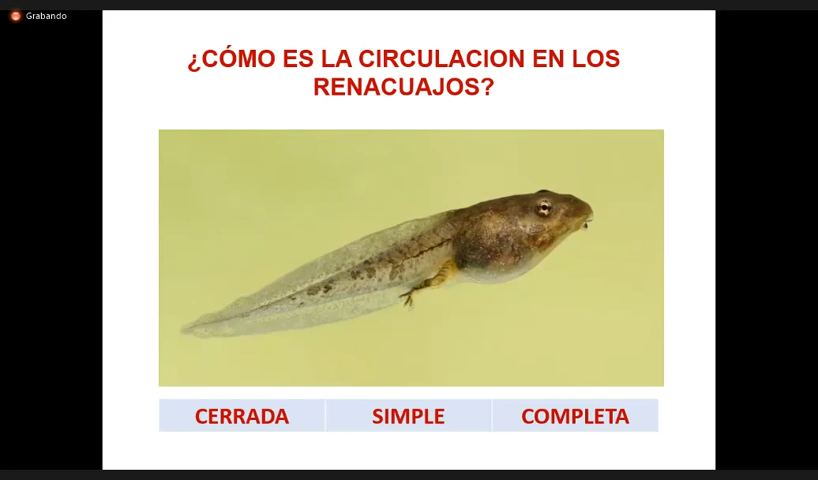 Grabando
¿CÓMO ES LA CIRCULACION EN LOS
RENACUAJOS?
CERRADA
SIMPLE
COMPLETA